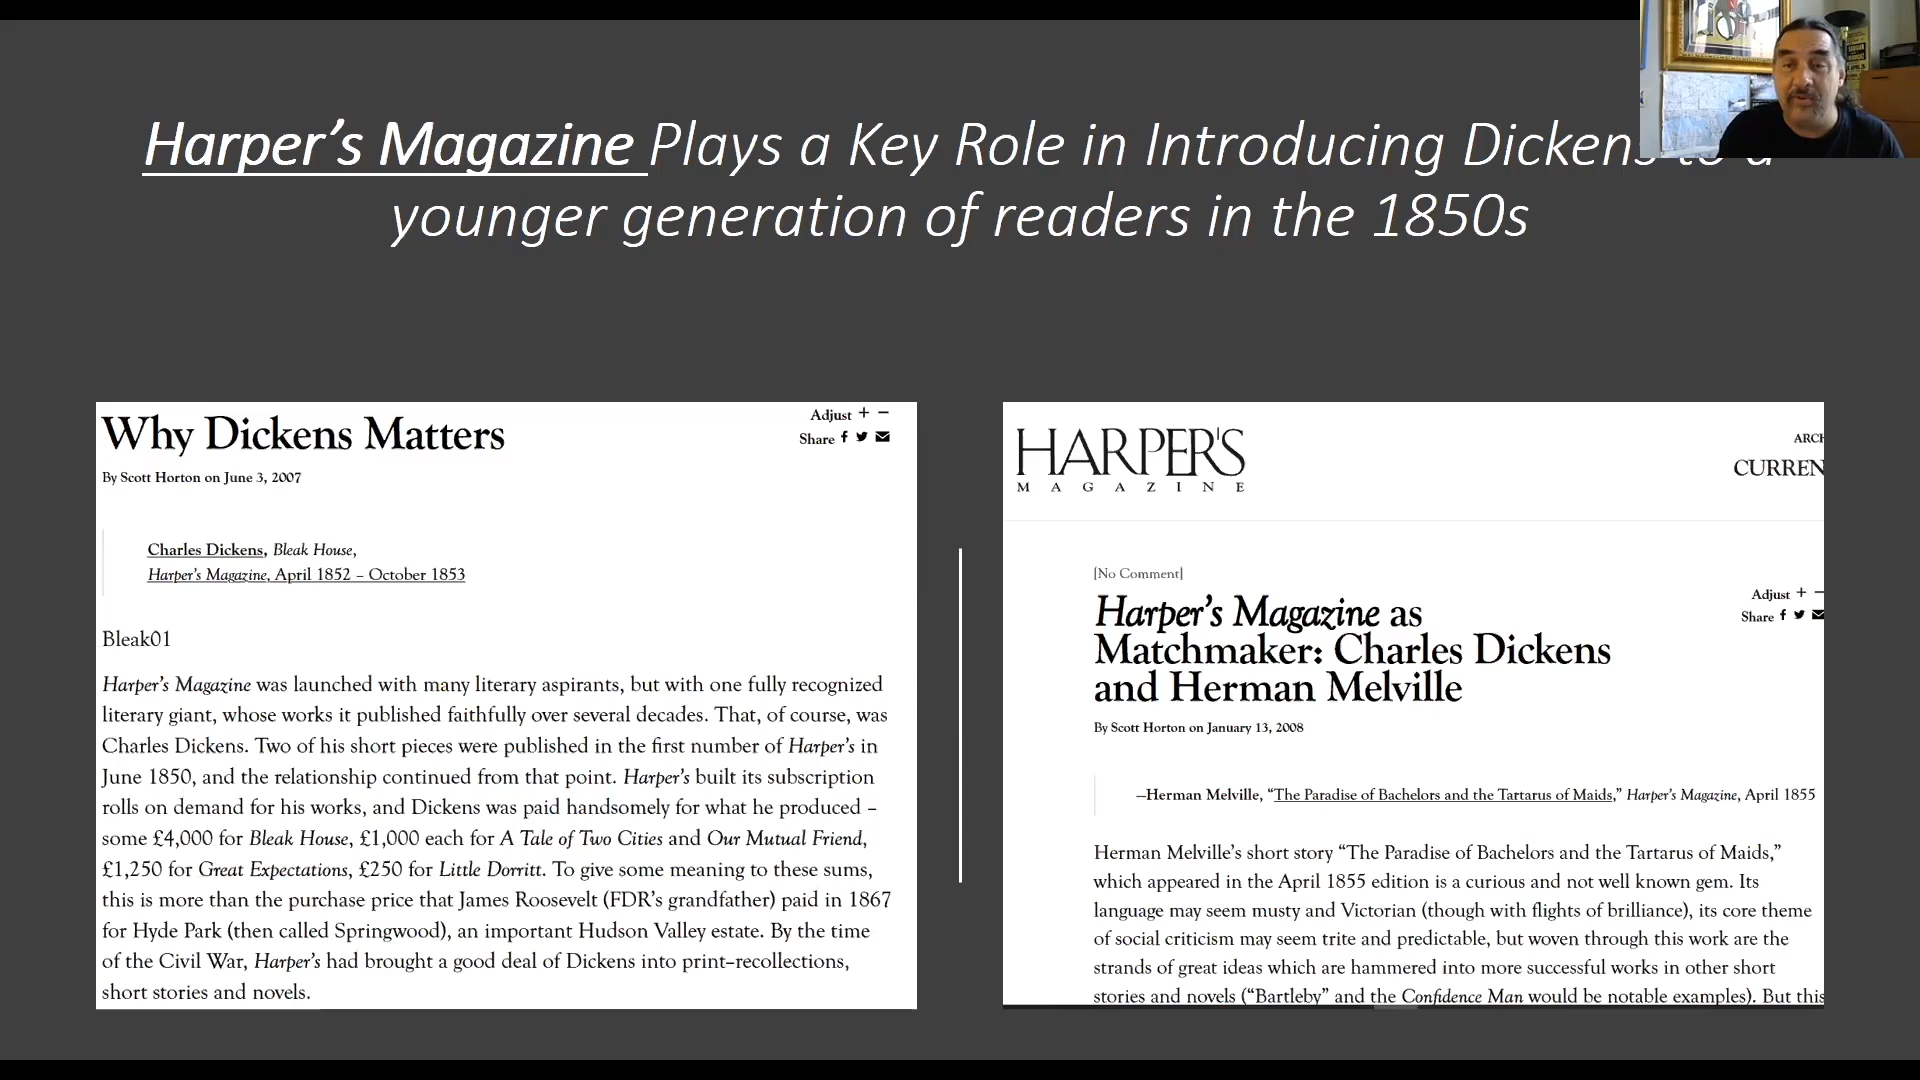 Harper's Magazine Plays a Key Role in Introducing Dickens to a
younger generation of readers in the 1850s
Why Dickens Matters
Adjust + −
Share
By Scott Horton on June 3, 2007
Charles Dickens, Bleak House,
Harper's Magazine, April 1852 – October 1853
Bleak01
Harper's Magazine was launched with many literary aspirants, but with one fully recognized
literary giant, whose works it published faithfully over several decades. That, of course, was
Charles Dickens. Two of his short pieces were published in the first number of Harper's in
June 1850, and the relationship continued from that point. Harper's built its subscription
rolls on demand for his works, and Dickens was paid handsomely for what he produced –
some £4,000 for Bleak House, £1,000 each for A Tale of Two Cities and Our Mutual Friend,
£1,250 for Great Expectations, £250 for Little Dorritt. To give some meaning to these sums,
this is more than the purchase price that James Roosevelt (FDR's grandfather) paid in 1867
for Hyde Park (then called Springwood), an important Hudson Valley estate. By the time
of the Civil War, Harper's had brought a good deal of Dickens into print–recollections,
short stories and novels.
HARPER'S
MAGAZINE
ARCH
CURREN
[No Comment]
Harper's Magazine as
Matchmaker: Charles Dickens
and Herman Melville
Adjust + −
Share
By Scott Horton on January 13, 2008
—Herman Melville, “The Paradise of Bachelors and the Tartarus of Maids,” Harper's Magazine, April 1855
Herman Melville's short story “The Paradise of Bachelors and the Tartarus of Maids,”
which appeared in the April 1855 edition is a curious and not well known gem. Its
language may seem musty and Victorian (though with flights of brilliance), its core theme
of social criticism may seem trite and predictable, but woven through this work are the
strands of great ideas which are hammered into more successful works in other short
stories and novels (“Bartleby” and the Confidence Man would be notable examples). But this